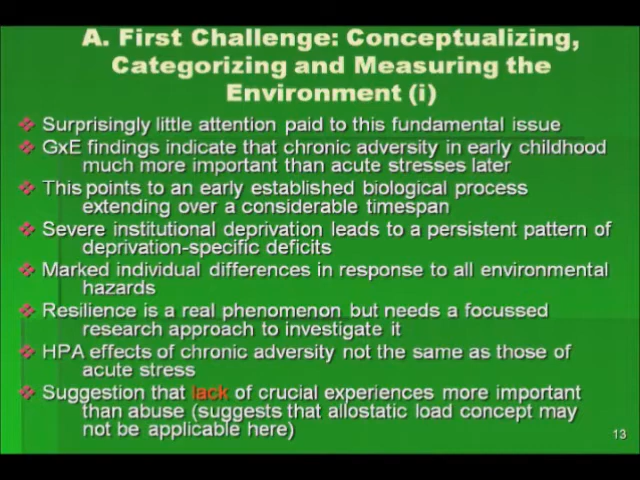 A. First Challenge: Conceptualizing,
Categorizing and Measuring the
Environment (i)
Surprisingly little attention paid to this fundamental issue
GxE findings indicate that chronic adversity in early childhood
much more important than acute stresses later
This points to an early established biological process
extending over a considerable timespan
Severe institutional deprivation leads to a persistent pattern of
deprivation-specific deficits
Marked individual differences in response to all environmental
hazards
Resilience is a real phenomenon but needs a focussed
research approach to investigate it
HPA effects of chronic adversity not the same as those of
acute stress
Suggestion that lack of crucial experiences more important
than abuse (suggests that allostatic load concept may
not be applicable here)
13